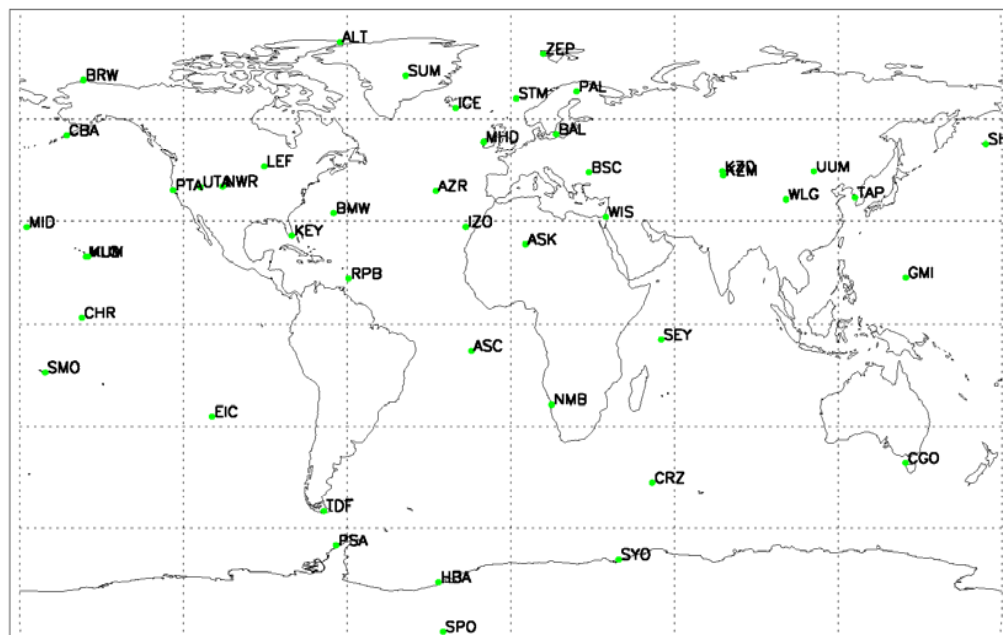 ALT
ZEP
SUM
BRW
PAL
STM
ICE
CBA
BAL
MHD
SH
LEF
KZD
KZM
UUM
BSC
PTA
UTA
NWR
AZR
WLG
TAP
BMW
WIS
MID
IZO
KEY
ASK
RPB
GMI
CHR
SEY
ASC
SMO
NMB
EIC
CGO
CRZ
TDF
PSA
SYO
HBA
SPO